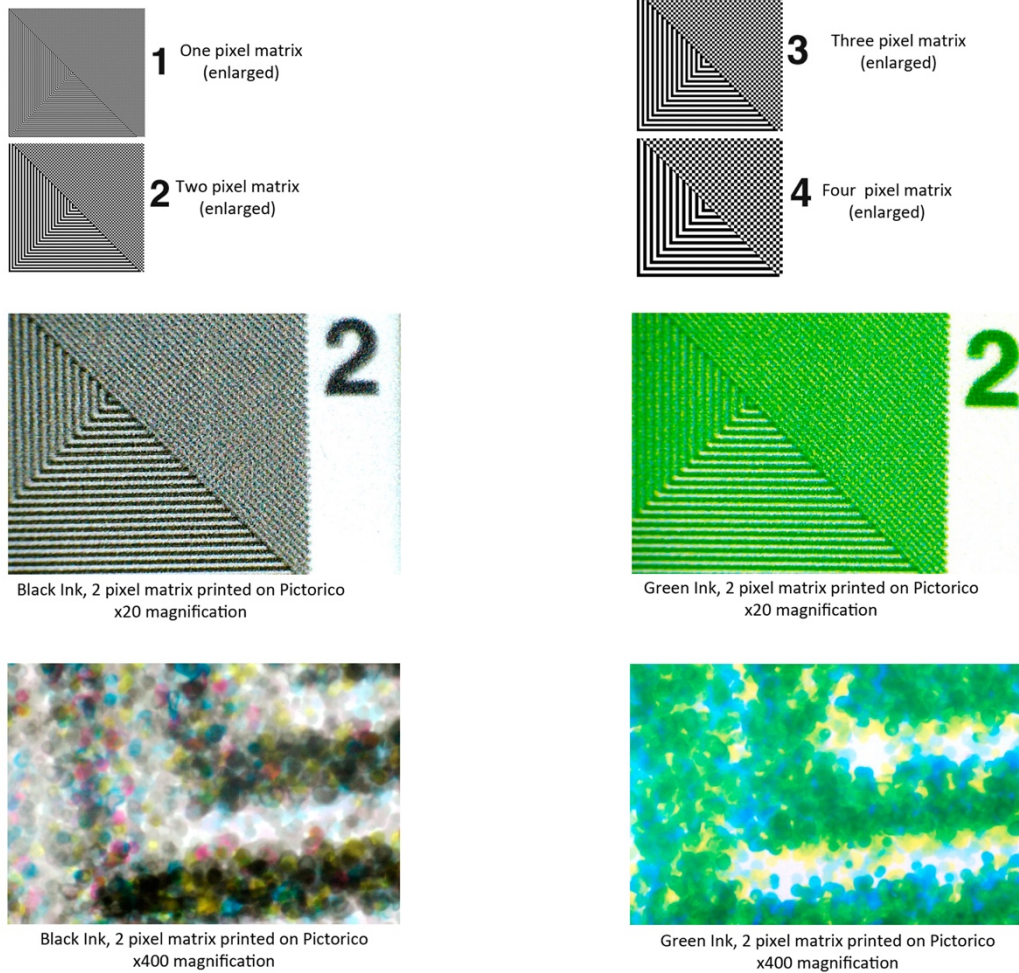 1
One pixel matrix
(enlarged)
3
Three pixel matrix
(enlarged)
2
Two pixel matrix
(enlarged)
4
Four pixel matrix
(enlarged)
2
2
Black Ink, 2 pixel matrix printed on Pictorico
x20 magnification
Green Ink, 2 pixel matrix printed on Pictorico
x20 magnification
Black Ink, 2 pixel matrix printed on Pictorico
x400 magnification
Green Ink, 2 pixel matrix printed on Pictorico
x400 magnification